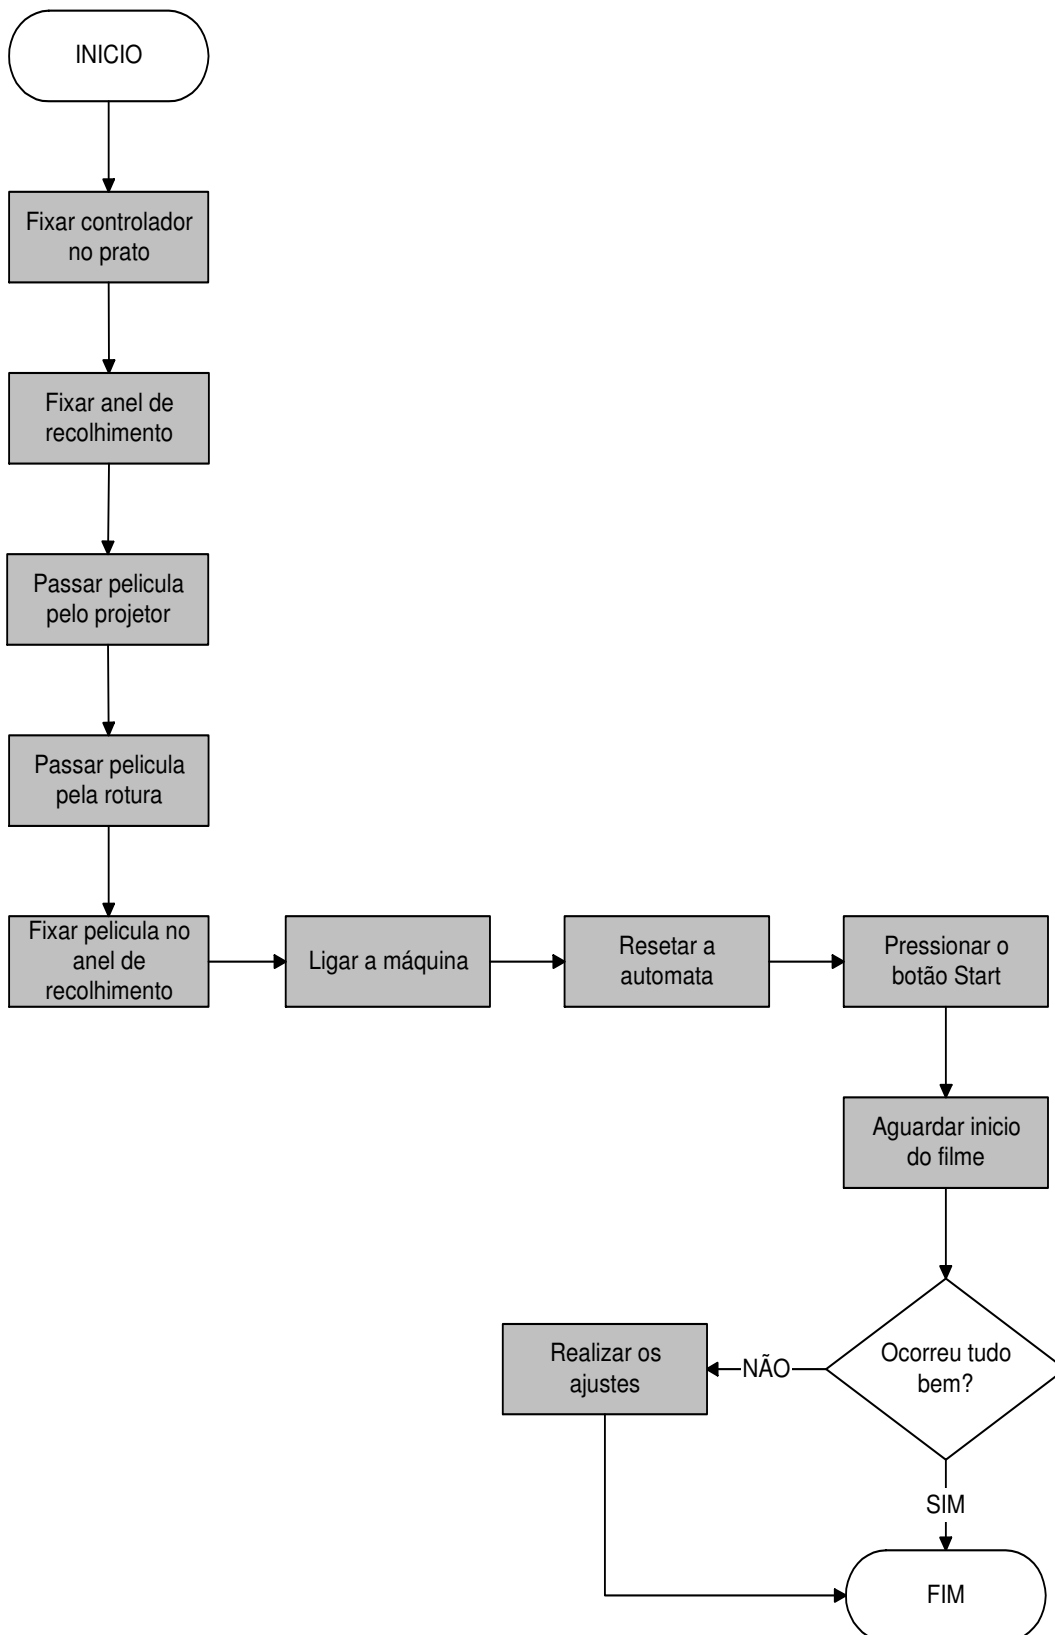 INICIO
Fixar controlador
no prato
Fixar anel de
recolhimento
Passar pelicula
pelo projetor
Passar pelicula
pela rotura
Fixar pelicula no
anel de
recolhimento
Ligar a máquina
Resetar a
automata
Pressionar o
botão Start
Aguardar inicio
do filme
Ocorreu tudo
bem?
NÃO
Realizar os
ajustes
SIM
FIM